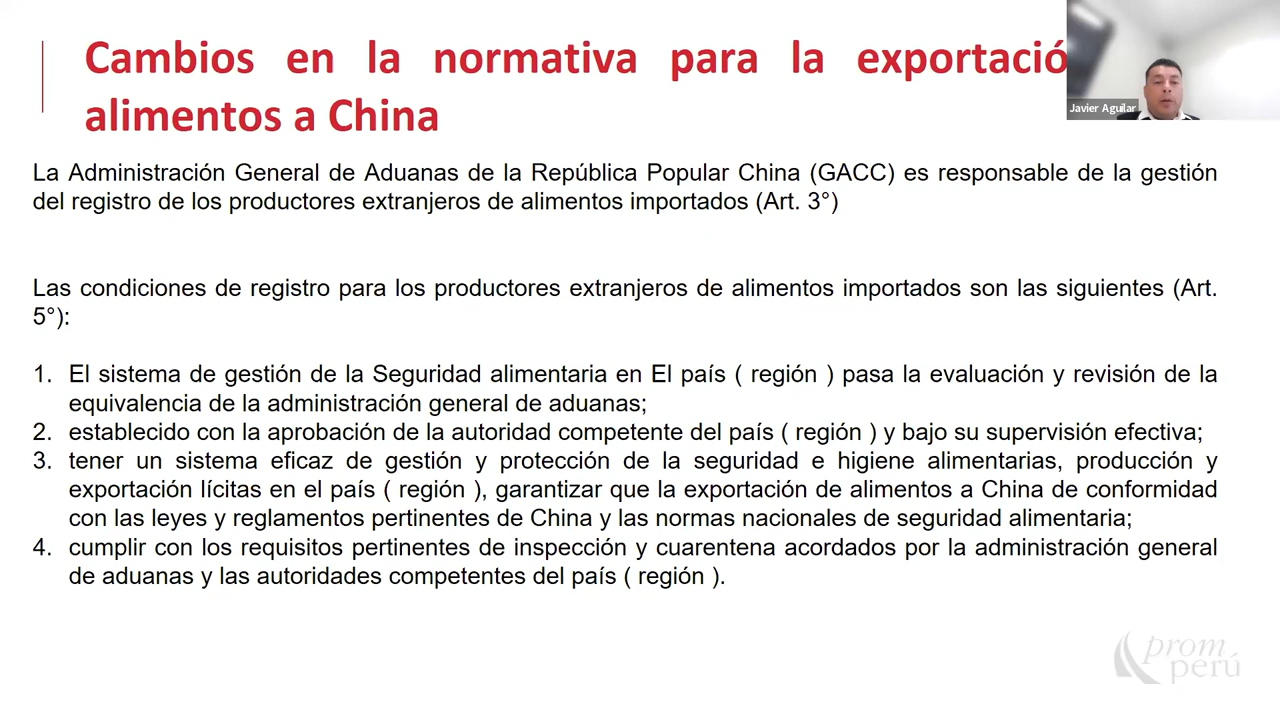 Cambios en la normativa para la exportació
alimentos a China
Javier Aguilar
La Administración General de Aduanas de la República Popular China (GACC) es responsable de la gestión
del registro de los productores extranjeros de alimentos importados (Art. 3°)
Las condiciones de registro para los productores extranjeros de alimentos importados son las siguientes (Art.
5°):
1. El sistema de gestión de la Seguridad alimentaria en El país ( región ) pasa la evaluación y revisión de la
equivalencia de la administración general de aduanas;
2. establecido con la aprobación de la autoridad competente del país ( región ) y bajo su supervisión efectiva;
3. tener un sistema eficaz de gestión y protección de la seguridad e higiene alimentarias, producción y
exportación lícitas en el país ( región ), garantizar que la exportación de alimentos a China de conformidad
con las leyes y reglamentos pertinentes de China y las normas nacionales de seguridad alimentaria;
4. cumplir con los requisitos pertinentes de inspección y cuarentena acordados por la administración general
de aduanas y las autoridades competentes del país ( región ).
prom
perú